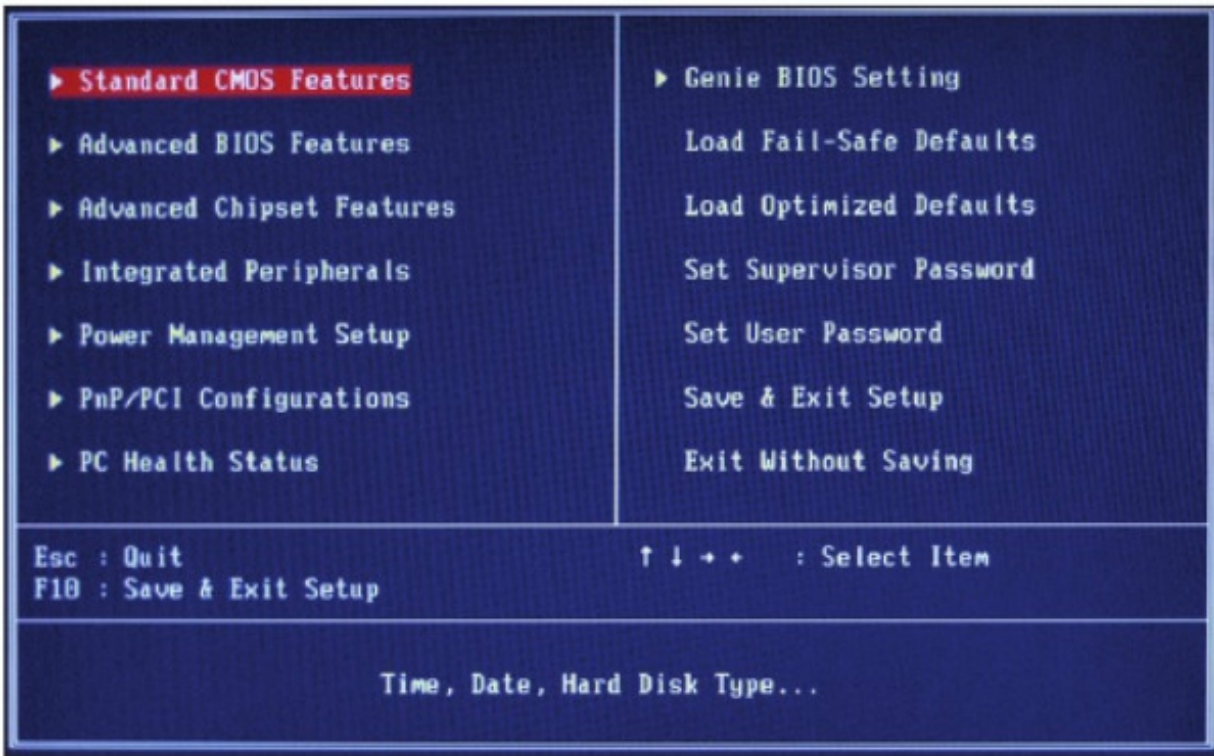 Standard CMOS Features
Advanced BIOS Features
Advanced Chipset Features
Integrated Peripherals
Power Management Setup
PnP/PCI Configurations
PC Health Status
Genie BIOS Setting
Load Fail-Safe Defaults
Load Optimized Defaults
Set Supervisor Password
Set User Password
Save & Exit Setup
Exit Without Saving
Esc : Quit
F10 : Save & Exit Setup
↑ ↓ → ← : Select Item
Time, Date, Hard Disk Type...